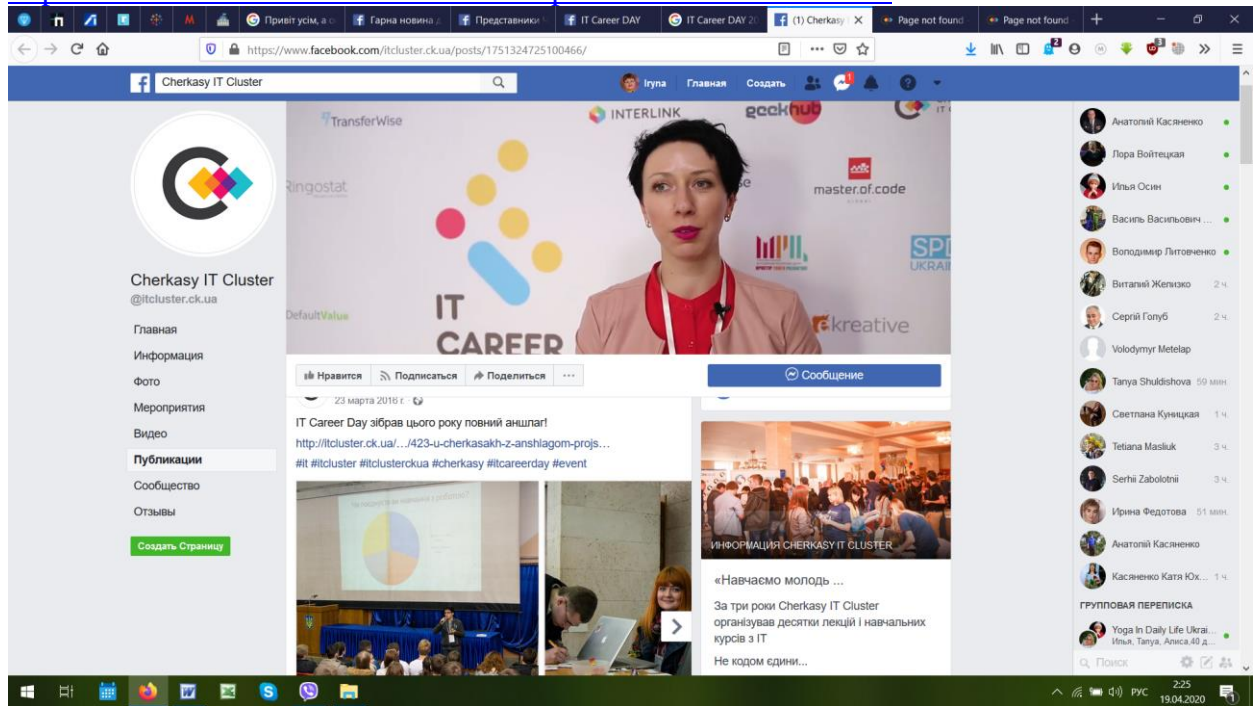 Привіт усім, а о
Гарна новина д
Представники
IT Career DAY
IT Career DAY 20
(1) Cherkasy
Page not found
Page not found
https://www.facebook.com/itcluster.ck.ua/posts/1751324725100466/
2
3
Cherkasy IT Cluster
Iryna
Главная
Создать
1
TransferWise
INTERLINK
geekhub
Ringostat
master.of.code
SPD
UKRAI
DefaultValue
IT
CAREER
ekreative
Cherkasy IT Cluster
@itcluster.ck.ua
Главная
Информация
Фото
Мероприятия
Видео
Публикации
Сообщество
Отзывы
Создать Страницу
Нравится
Подписаться
Поделиться
Сообщение
23 марта 2016 г.
IT Career Day зібрав цього року повний аншлаг!
http://itcluster.ck.ua/…/423-u-cherkasakh-z-anshlagom-projs…
#it #itcluster #itclusterckua #cherkasy #itcareerday #event
ИНФОРМАЦИЯ CHERKASY IT CLUSTER
«Навчаємо молодь ...
За три роки Cherkasy IT Cluster
організував десятки лекцій і навчальних
курсів з ІТ
Не кодом єдини...
Анатолий Касяненко
Лора Войтецкая
Илья Осин
Василь Васильович ...
Володимир Литовченко
Виталий Желизко 2 ч.
Сергій Голуб 2 ч.
Volodymyr Metelap
Tanya Shuldishova 59 мин.
Светлана Куницкая 1 ч.
Tetiana Masliuk 3 ч.
Serhii Zabolotnii 3 ч.
Ирина Федотова 51 мин.
Анатолій Касяненко
Касяненко Катя Юх... 1 ч.
ГРУППОВАЯ ПЕРЕПИСКА
Yoga In Daily Life Ukrai...
Илья, Tanya, Алиса,40 д...
Поиск
РУС
2:25
19.04.2020
1